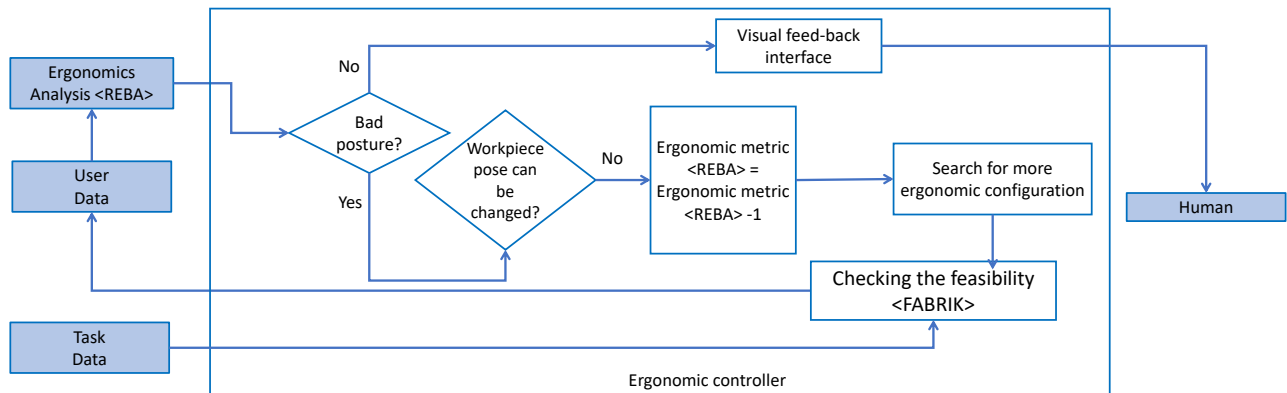 Ergonomics
Analysis <REBA>
User
Data
Task
Data
No
Bad
posture?
Yes
Workpiece
pose can
be
changed?
No
Visual feed-back
interface
Ergonomic metric
<REBA> =
Ergonomic metric
<REBA> -1
Search for more
ergonomic configuration
Checking the feasibility
<FABRIK>
Human
Ergonomic controller